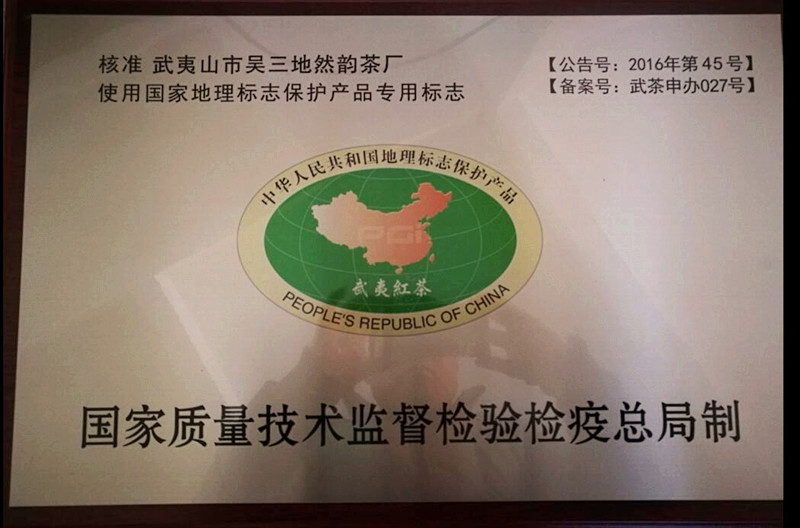 核准 武夷山市吴三地然韵茶厂
使用国家地理标志保护产品专用标志
【公告号：2016年第45号】
【备案号：武茶申办027号】
中华人民共和国地理标志保护产品
PGI
武夷紅茶
PEOPLE'S REPUBLIC OF CHINA
国家质量技术监督检验检疫总局制